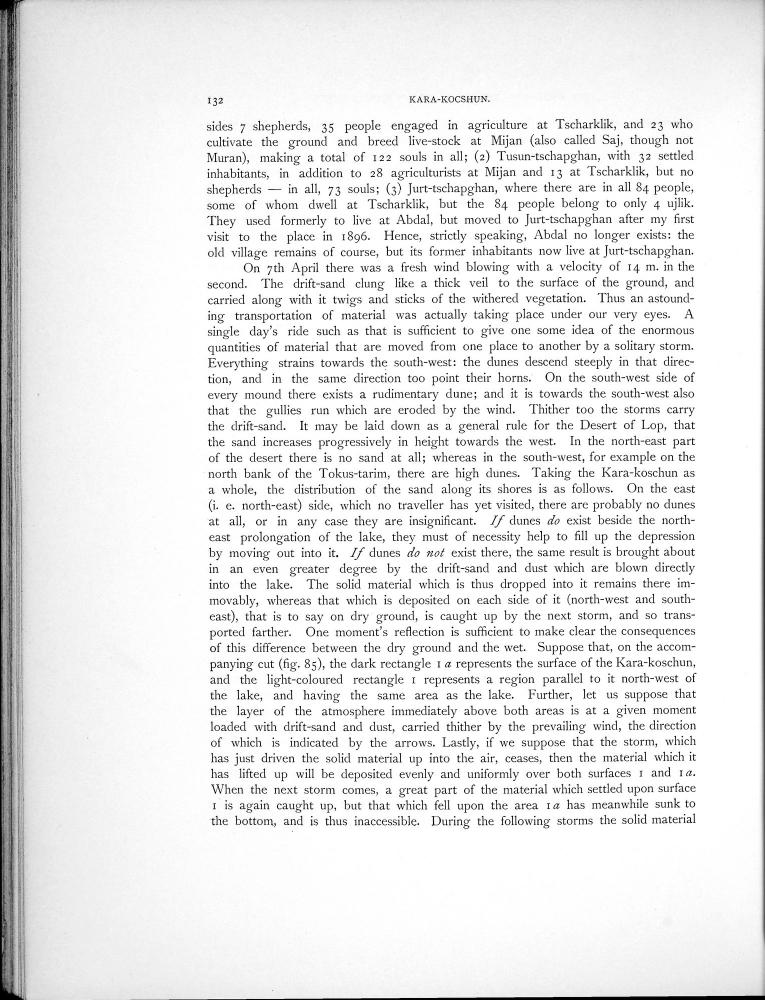 132 KARA-KOCSHUN.
sides 7 shepherds, 35 people engaged in agriculture at Tscharklik, and 23 who
cultivate the ground and breed live-stock at Mijan (also called Saj, though not
Muran), making a total of 122 souls in all; (2) Tusun-tschapghan, with 32 settled
inhabitants, in addition to 28 agriculturists at Mijan and 13 at Tscharklik, but no
shepherds — in all, 73 souls; (3) Jurt-tschapghan, where there are in all 84 people,
some of whom dwell at Tscharklik, but the 84 people belong to only 4 ujlik.
They used formerly to live at Abdal, but moved to Jurt-tschapghan after my first
visit to the place in 1896. Hence, strictly speaking, Abdal no longer exists: the
old village remains of course, but its former inhabitants now live at Jurt-tschapghan.
On 7th April there was a fresh wind blowing with a velocity of 14 m. in the
second. The drift-sand clung like a thick veil to the surface of the ground, and
carried along with it twigs and sticks of the withered vegetation. Thus an astound-
ing transportation of material was actually taking place under our very eyes. A
single day's ride such as that is sufficient to give one some idea of the enormous
quantities of material that are moved from one place to another by a solitary storm.
Everything strains towards the south-west: the dunes descend steeply in that direc-
tion, and in the same direction too point their horns. On the south-west side of
every mound there exists a rudimentary dune; and it is towards the south-west also
that the gullies run which are eroded by the wind. Thither too the storms carry
the drift-sand. It may be laid down as a general rule for the Desert of Lop, that
the sand increases progressively in height towards the west. In the north-east part
of the desert there is no sand at all; whereas in the south-west, for example on the
north bank of the Tokus-tarim, there are high dunes. Taking the Kara-koschun as
a whole, the distribution of the sand along its shores is as follows. On the east
(i. e. north-east) side, which no traveller has yet visited, there are probably no dunes
at all, or in any case they are insignificant. If dunes do exist beside the north-
east prolongation of the lake, they must of necessity help to fill up the depression
by moving out into it. If dunes do not exist there, the same result is brought about
in an even greater degree by the drift-sand and dust which are blown directly
into the lake. The solid material which is thus dropped into it remains there im-
movably, whereas that which is deposited on each side of it (north-west and south-
east), that is to say on dry ground, is caught up by the next storm, and so trans-
ported farther. One moment's reflection is sufficient to make clear the consequences
of this difference between the dry ground and the wet. Suppose that, on the accom-
panying cut (fig. 85), the dark rectangle 1 a represents the surface of the Kara-koschun,
and the light-coloured rectangle 1 represents a region parallel to it north-west of
the lake, and having the same area as the lake. Further, let us suppose that
the layer of the atmosphere immediately above both areas is at a given moment
loaded with drift-sand and dust, carried thither by the prevailing wind, the direction
of which is indicated by the arrows. Lastly, if we suppose that the storm, which
has just driven the solid material up into the air, ceases, then the material which it
has lifted up will be deposited evenly and uniformly over both surfaces 1 and 1 a.
When the next storm comes, a great part of the material which settled upon surface
1 is again caught up, but that which fell upon the area 1 a has meanwhile sunk to
the bottom, and is thus inaccessible. During the following storms the solid material